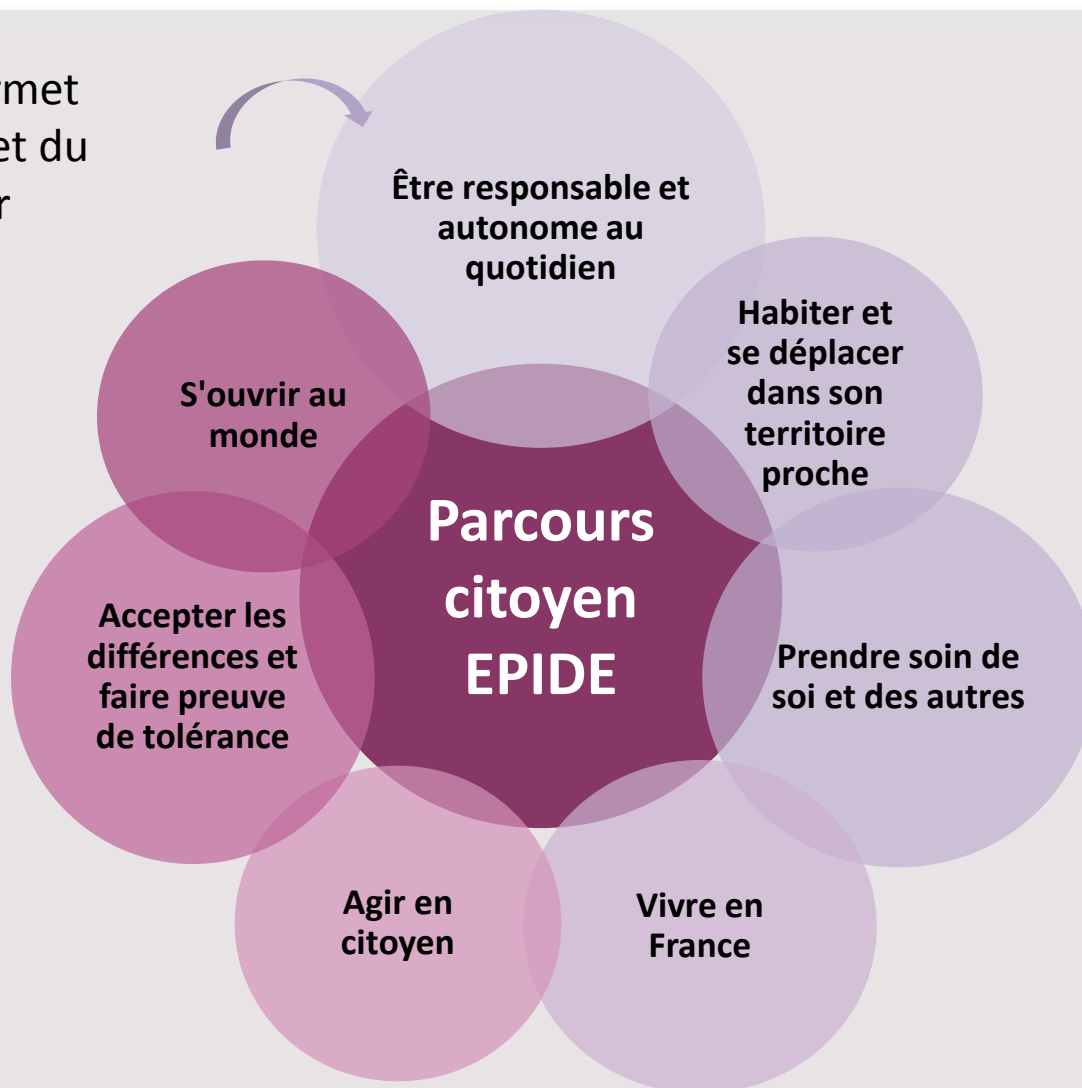 et du
Être responsable et
autonome au
quotidien
Habiter et
se déplacer
dans son
territoire
proche
Prendre soin de
soi et des autres
Vivre en
France
Agir en
citoyen
Accepter les
différences et
faire preuve
de tolérance
S'ouvrir au
monde
Parcours
citoyen
EPIDE